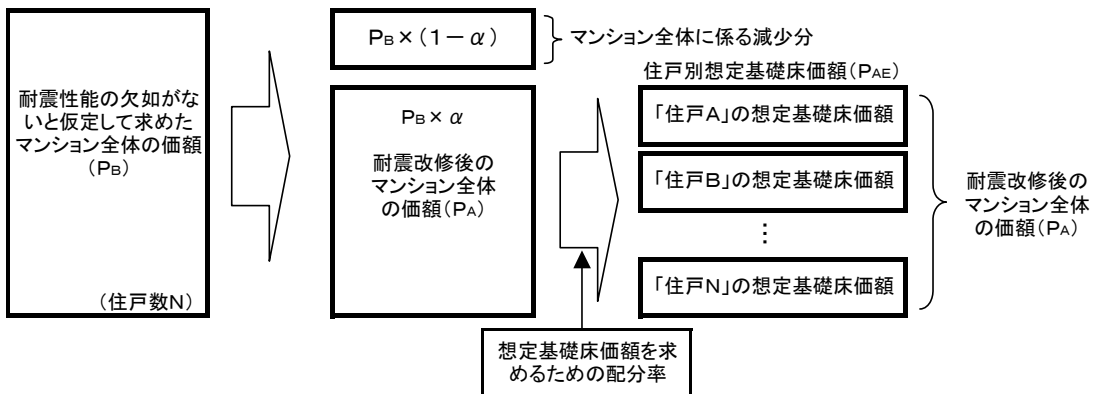 耐震性能の欠如がな
いと仮定して求めた
マンション全体の価額
(PB)
(住戸数N)
PB×(1-α)
マンション全体に係る減少分
PB×α
耐震改修後の
マンション全体
の価額(PA)
住戸別想定基礎床価額(PAE)
「住戸A」の想定基礎床価額
「住戸B」の想定基礎床価額
⋮
「住戸N」の想定基礎床価額
耐震改修後の
マンション全体
の価額(PA)
想定基礎床価額を求
めるための配分率